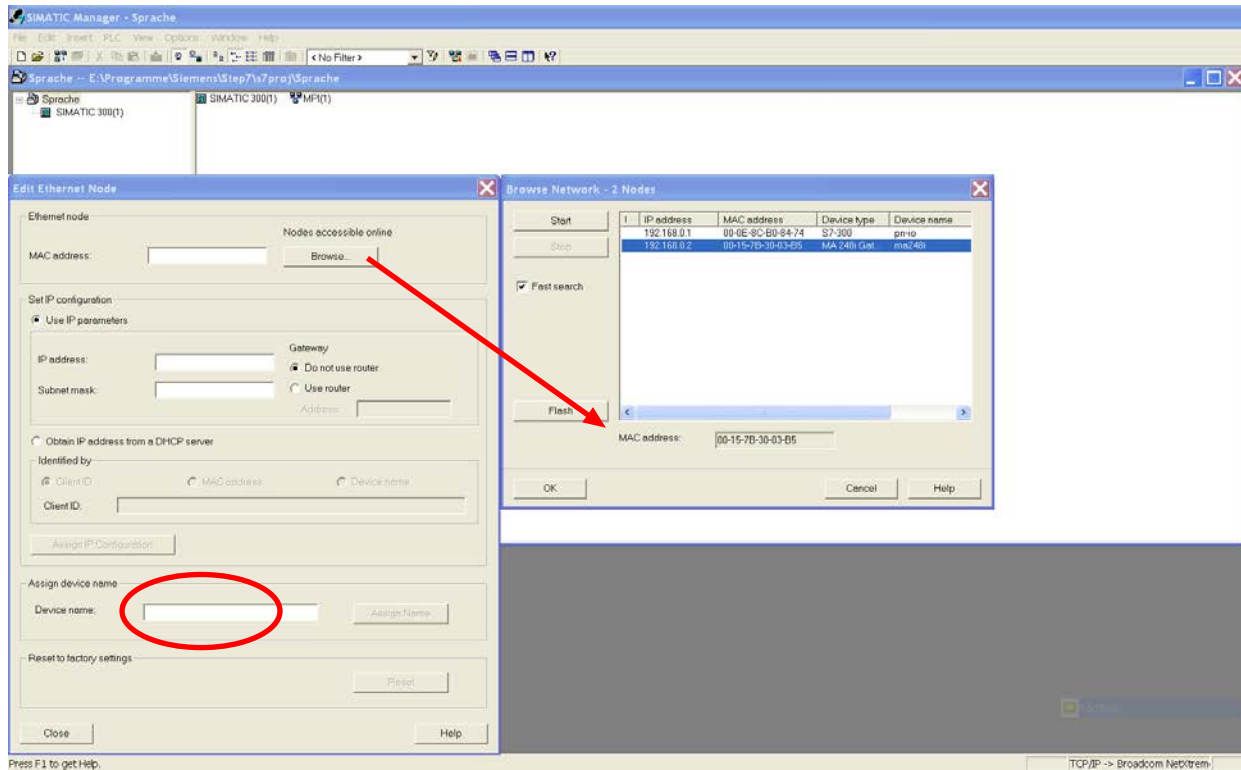 SIMATIC Manager - Sprache
File Edit Insert PLC View Options Window Help
< No Filter >
Sprache -- E:\Programme\Siemens\Step7\s7proj\Sprache
Sprache
SIMATIC 300(1)
SIMATIC 300(1) MPI(1)
Edit Ethernet Node
Ethernet node
Nodes accessible online
MAC address:
Browse...
Set IP configuration
Use IP parameters
IP address:
Subnet mask:
Gateway
Do not use router
Use router
Address:
Obtain IP address from a DHCP server
Identified by
Client ID
MAC address
Device name
Client ID:
Assign IP Configuration
Assign device name
Device name:
Assign Name
Reset to factory settings
Reset
Close
Help
Browse Network - 2 Nodes
Start
Stop
Fast search
Flash
IP address MAC address Device type Device name
192.168.0.1 00-0E-8C-B0-84-74 S7-300 pn-io
192.168.0.2 00-15-7B-30-03-B5 MA 248i Gat. ma248i
MAC address: 00-15-7B-30-03-B5
OK
Cancel
Help
Press F1 to get Help.
TCP/IP -> Broadcom NetXtrem